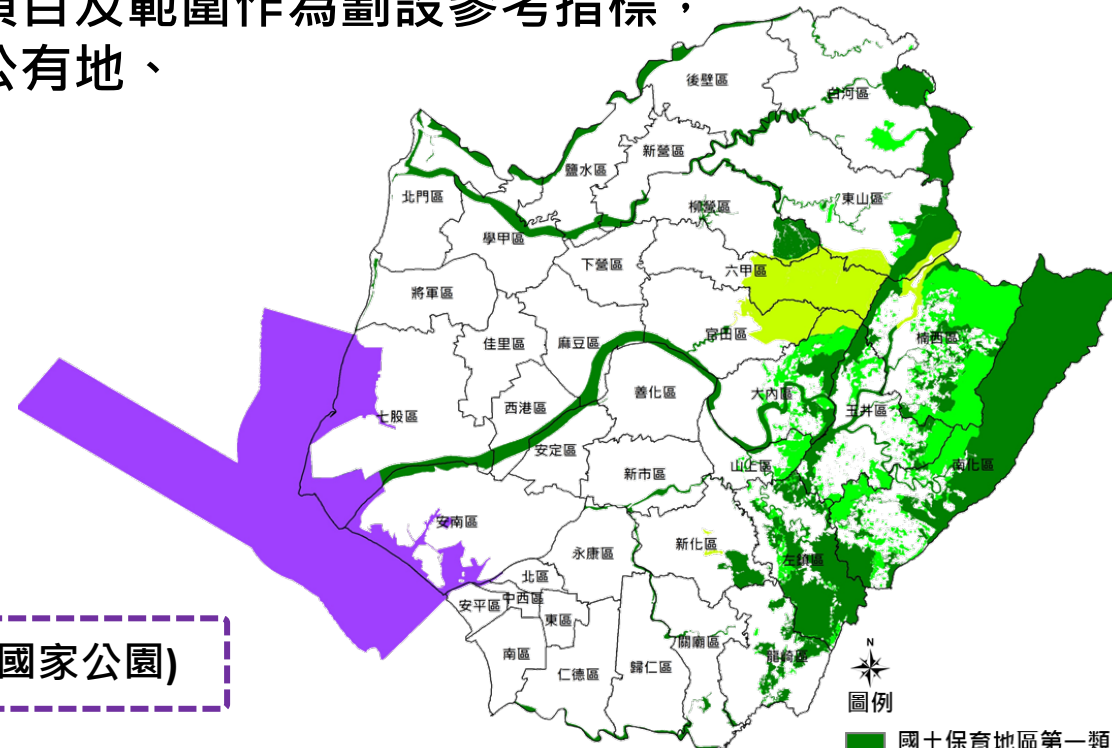 項目及範圍作為劃設參考指標，
公有地、
後壁區
白河區
新營區
鹽水區
北門區
柳營區
東山區
學甲區
下營區
六甲區
將軍區
官田區
楠西區
佳里區
麻豆區
大內區
善化區
玉井區
西港區
七股區
安定區
山上區
新市區
南化區
安南區
新化區
永康區
左鎮區
北區
中西區
安平區
東區
關廟區
南區
龍崎區
歸仁區
仁德區
國家公園)
N
圖例
國土保育地區第一類